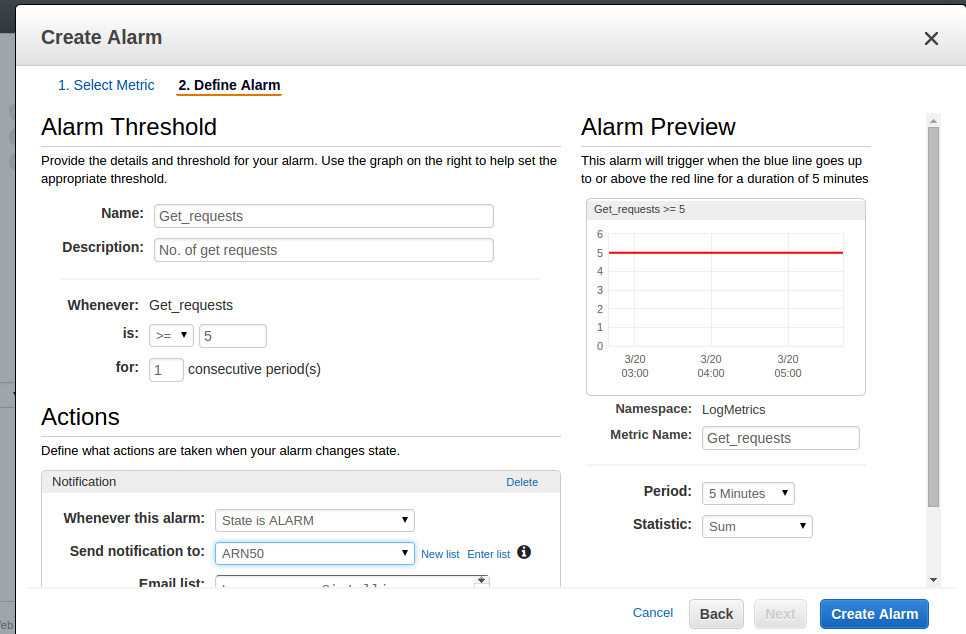 Create Alarm
1. Select Metric 2. Define Alarm
Alarm Threshold
Provide the details and threshold for your alarm. Use the graph on the right to help set the
appropriate threshold.
Name: Get_requests
Description: No. of get requests
Whenever: Get_requests
is: >= 5
for: 1 consecutive period(s)
Actions
Define what actions are taken when your alarm changes state.
Notification Delete
Whenever this alarm: State is ALARM
Send notification to: ARN50 New list Enter list
Email list:
Alarm Preview
This alarm will trigger when the blue line goes up
to or above the red line for a duration of 5 minutes
Get_requests >= 5
6
5
4
3
2
1
0
3/20 3/20 3/20
03:00 04:00 05:00
Namespace: LogMetrics
Metric Name: Get_requests
Period: 5 Minutes
Statistic: Sum
Cancel Back Next Create Alarm